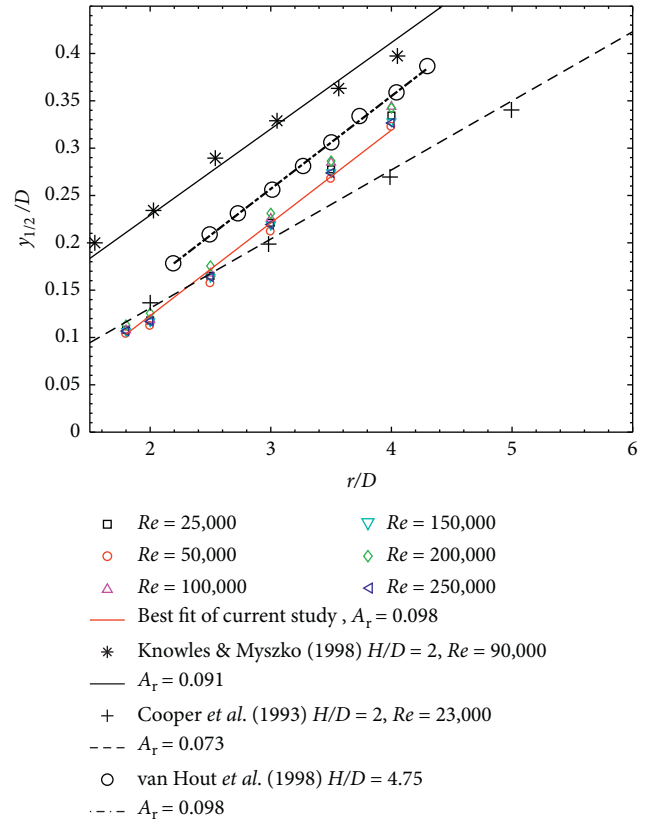 0.4
0.35
0.3
0.25
0.2
0.15
0.1
0.05
0
y1/2/D
2 3 4 5 6
r/D
Re = 25,000 Re = 150,000
Re = 50,000 Re = 200,000
Re = 100,000 Re = 250,000
Best fit of current study , Ar = 0.098
Knowles & Myszko (1998) H/D = 2, Re = 90,000
Ar = 0.091
Cooper et al. (1993) H/D = 2, Re = 23,000
Ar = 0.073
van Hout et al. (1998) H/D = 4.75
Ar = 0.098